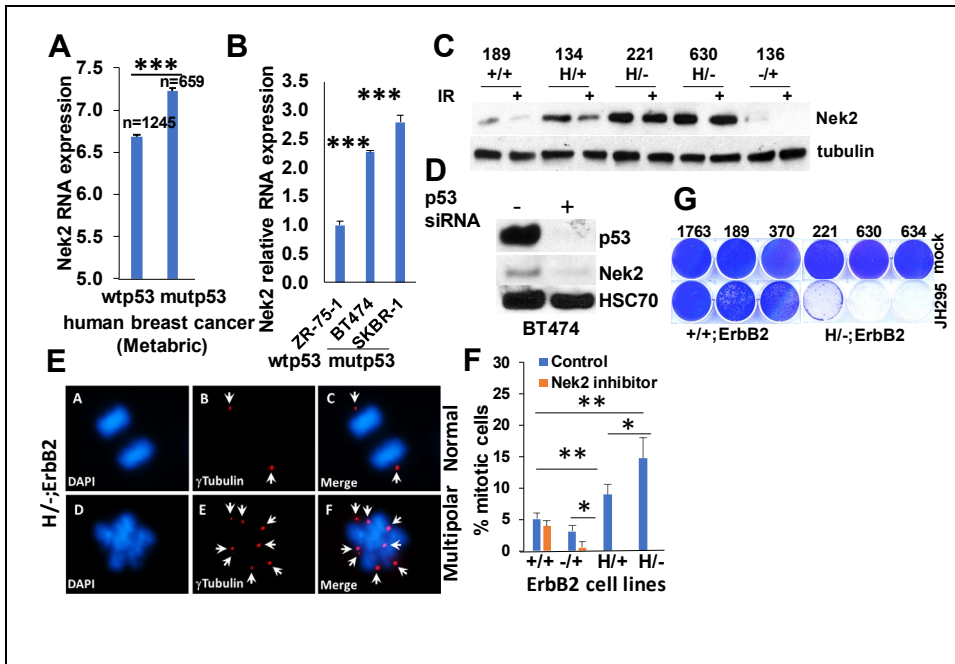 A
***
7.5
n=659
7.0
n=1245
6.5
6.0
5.5
5.0
Nek2 RNA expression
wtp53 mutp53
human breast cancer
(Metabric)
B
3.5
***
3.0
2.5
***
2.0
1.5
1.0
0.5
0.0
Nek2 relative RNA expression
ZR-75-1
BT474
SKBR-1
wtp53 mutp53
C
189 134 221 630 136
+/+ H/+ H/- H/- -/+
IR + + + + +
Nek2
tubulin
D
p53
siRNA
- +
p53
Nek2
HSC70
BT474
G
1763 189 370 221 630 634
mock
JH295
+/+;ErbB2 H/-;ErbB2
E
H/-;ErbB2
A B C
DAPI γTubulin Merge
Normal
D E F
DAPI γTubulin Merge
Multipolar
F
Control
Nek2 inhibitor
30
25
**
20
*
15
**
10
*
5
0
% mitotic cells
+/+ -/+ H/+ H/-
ErbB2 cell lines